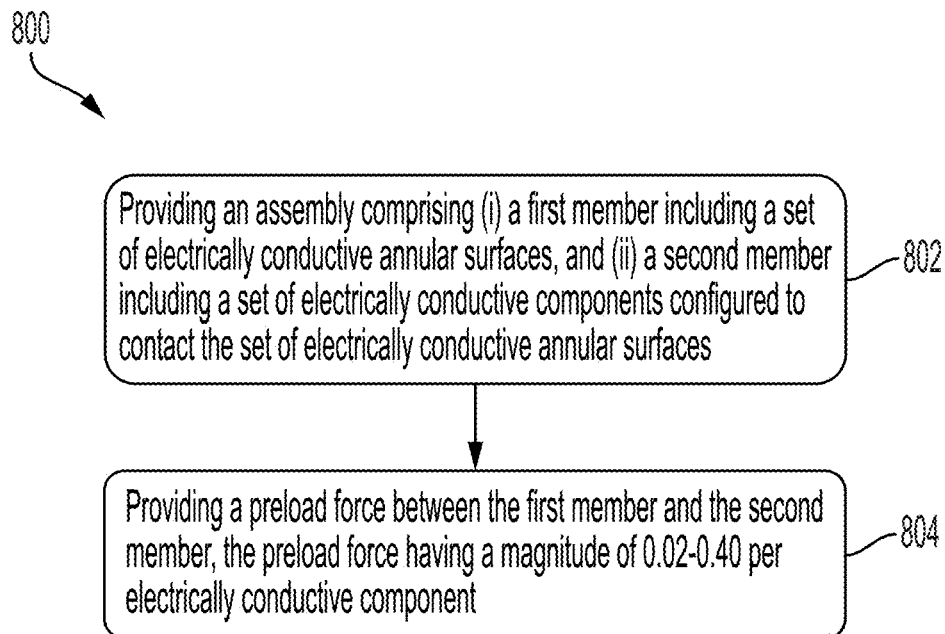 800
Providing an assembly comprising (i) a first member including a set
of electrically conductive annular surfaces, and (ii) a second member
including a set of electrically conductive components configured to
contact the set of electrically conductive annular surfaces
802
Providing a preload force between the first member and the second
member, the preload force having a magnitude of 0.02-0.40 per
electrically conductive component
804